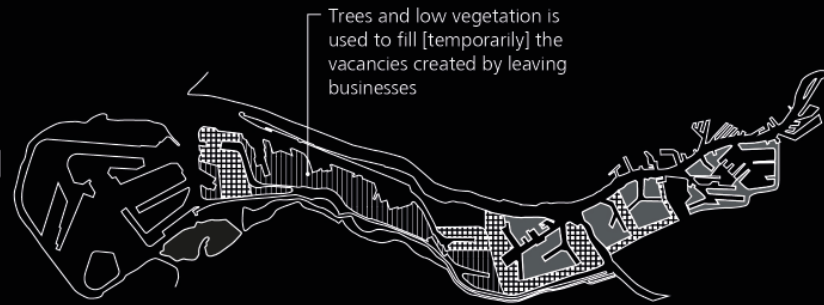 Trees and low vegetation is
used to fill [temporarily] the
vacancies created by leaving
businesses